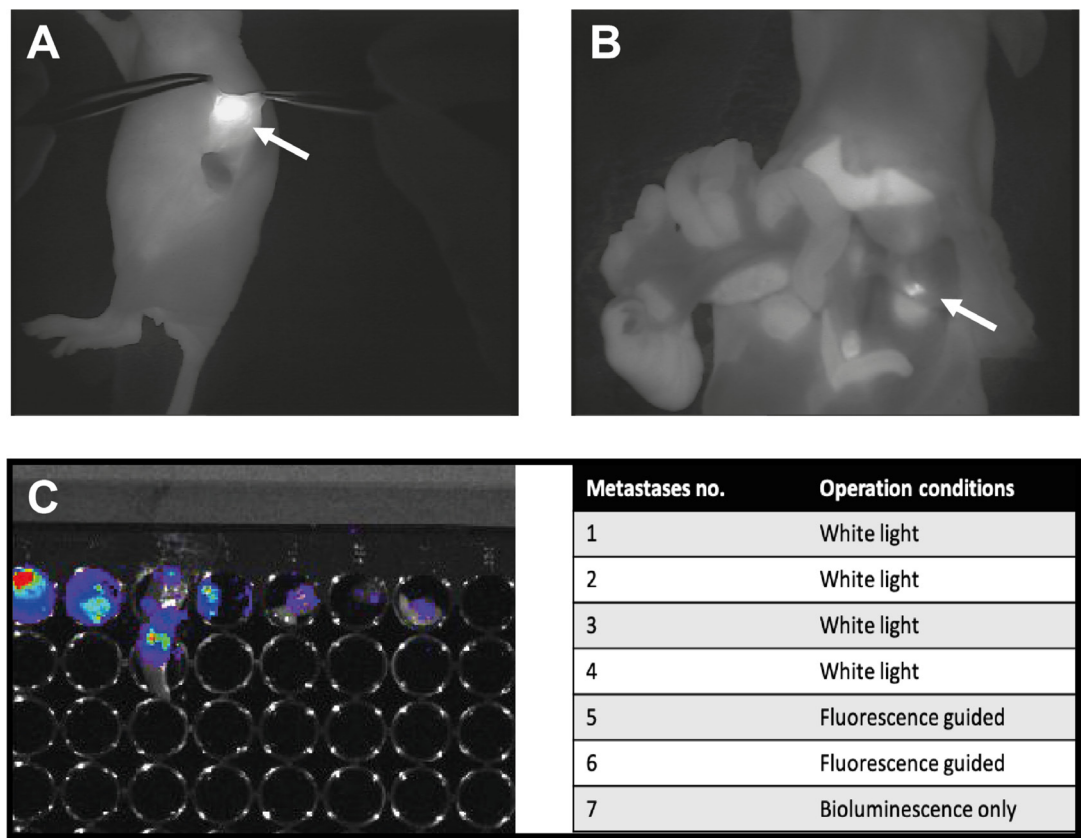 A
B
C
Metastases no. Operation conditions
1 White light
2 White light
3 White light
4 White light
5 Fluorescence guided
6 Fluorescence guided
7 Bioluminescence only